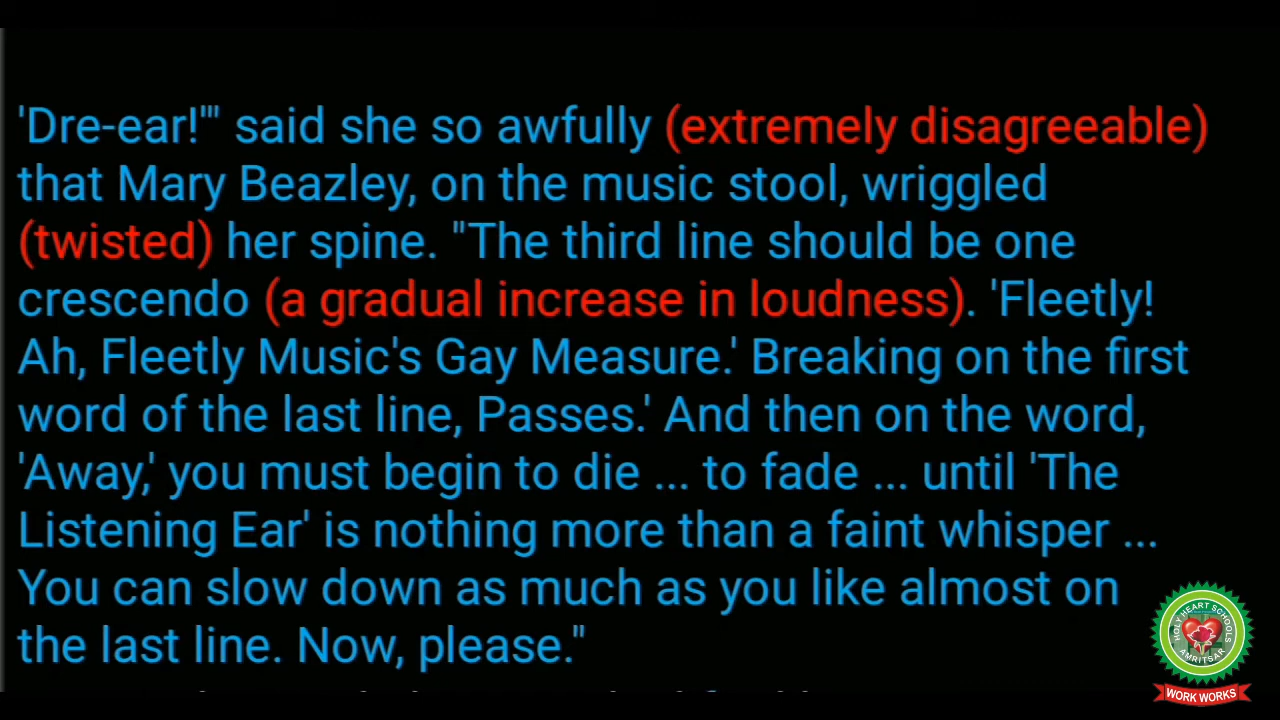 'Dre-ear!'" said she so awfully (extremely disagreeable)
that Mary Beazley, on the music stool, wriggled
(twisted) her spine. "The third line should be one
crescendo (a gradual increase in loudness). 'Fleetly!
Ah, Fleetly Music's Gay Measure.' Breaking on the first
word of the last line, Passes.' And then on the word,
'Away,' you must begin to die ... to fade ... until 'The
Listening Ear' is nothing more than a faint whisper ...
You can slow down as much as you like almost on
the last line. Now, please."
HOLY HEART SCHOOLS
AMRITSAR
WORK WORKS